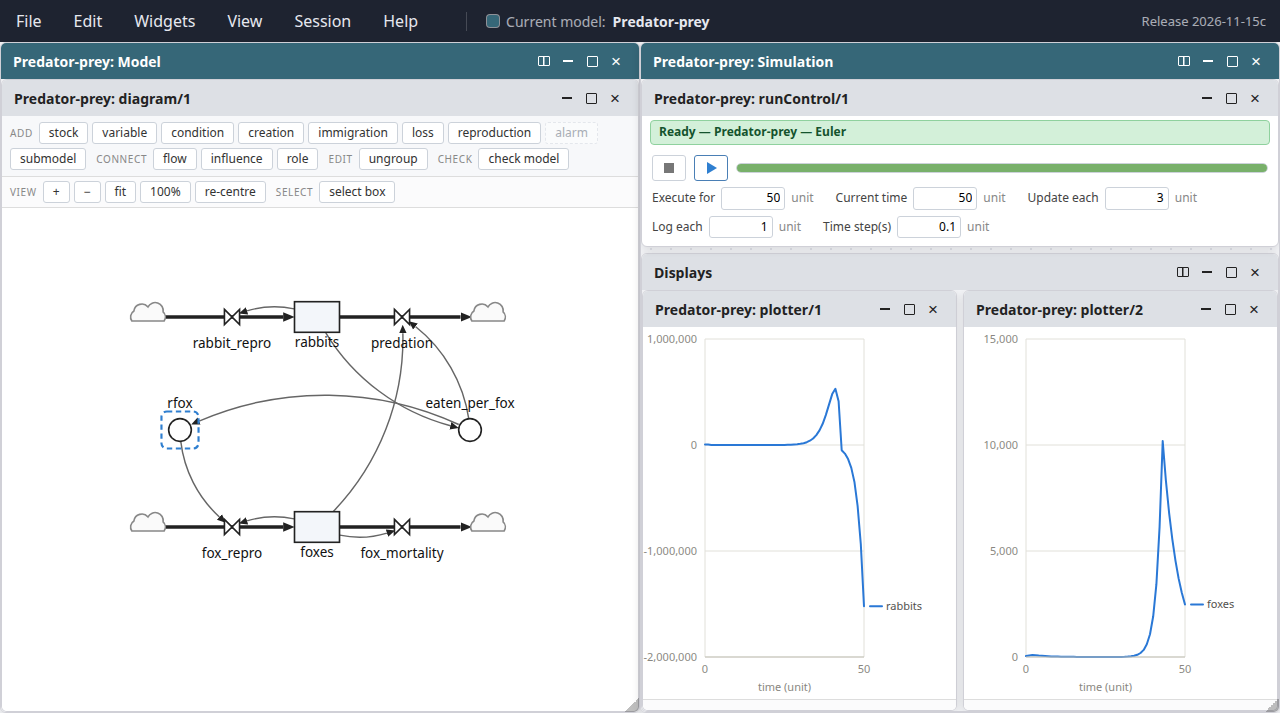 File Edit Widgets View Session Help Current model: Predator-prey Release 2026-11-15c
Predator-prey: Model
Predator-prey: diagram/1
ADD stock variable condition creation immigration loss reproduction alarm
submodel CONNECT flow influence role EDIT ungroup CHECK check model
VIEW + − fit 100% re-centre SELECT select box
rabbit_repro rabbits predation
rfox eaten_per_fox
fox_repro foxes fox_mortality
Predator-prey: Simulation
Predator-prey: runControl/1
Ready — Predator-prey — Euler
Execute for 50 unit Current time 50 unit Update each 3 unit
Log each 1 unit Time step(s) 0.1 unit
Displays
Predator-prey: plotter/1
1,000,000
0
-1,000,000
-2,000,000
0 50
time (unit)
rabbits
Predator-prey: plotter/2
15,000
10,000
5,000
0
0 50
time (unit)
foxes